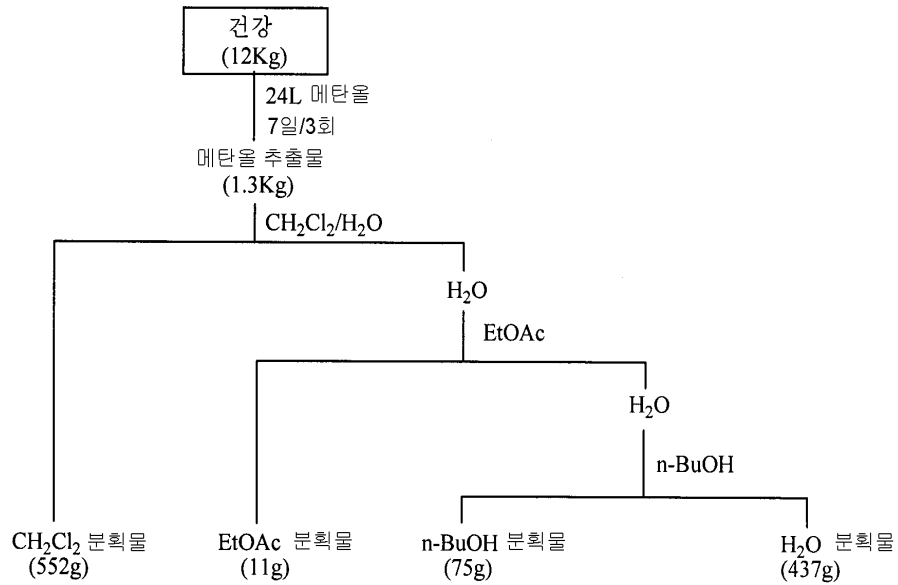 건강
(12Kg)
24L 메탄올
7일/3회
메탄올 추출물
(1.3Kg)
CH₂Cl₂/H₂O
H₂O
EtOAc
H₂O
n-BuOH
CH₂Cl₂ 분획물
(552g)
EtOAc 분획물
(11g)
n-BuOH 분획물
(75g)
H₂O 분획물
(437g)